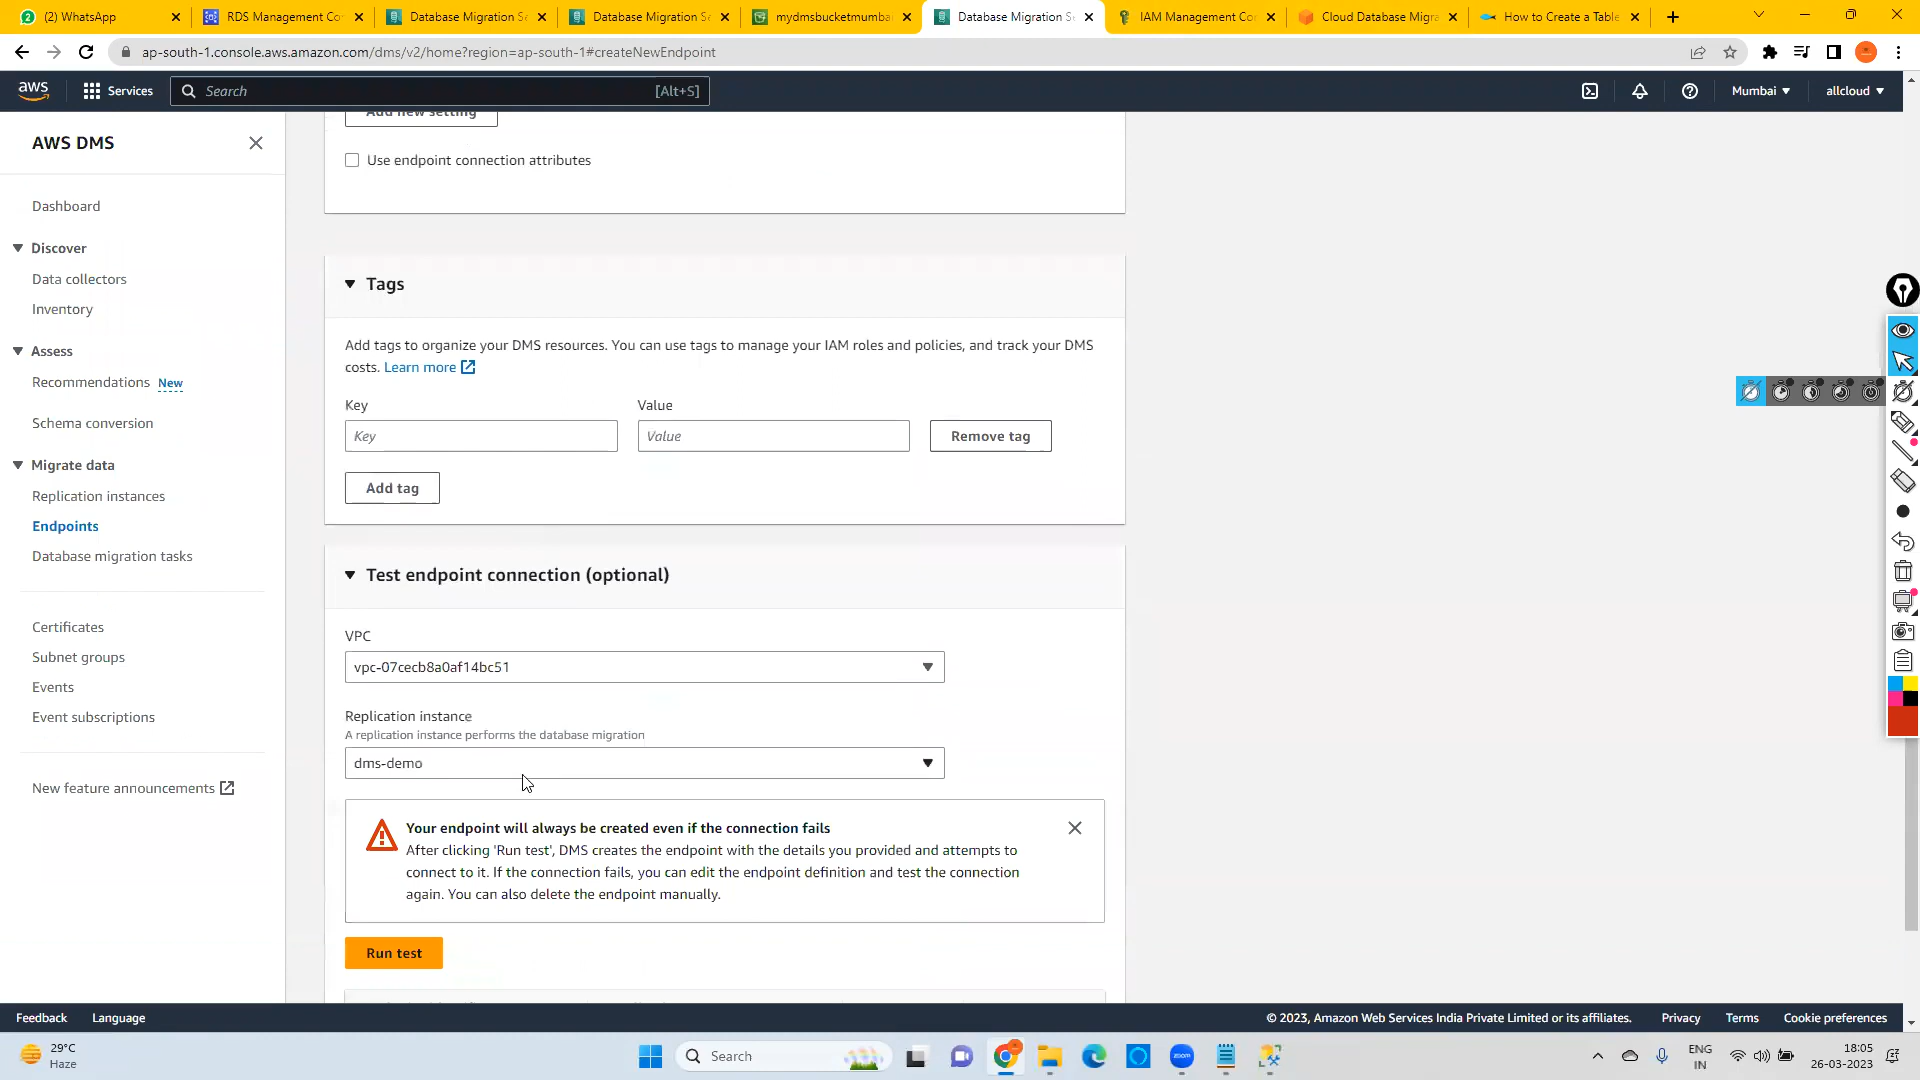 (2) WhatsApp
RDS Management Co
Database Migration Se
Database Migration Se
mydmsbucketmumba
Database Migration Se
IAM Management Co
Cloud Database Migra
How to Create a Table
ap-south-1.console.aws.amazon.com/dms/v2/home?region=ap-south-1#createNewEndpoint
aws
Services
Search
[Alt+S]
Mumbai
allcloud
AWS DMS
Dashboard
Discover
Data collectors
Inventory
Assess
Recommendations New
Schema conversion
Migrate data
Replication instances
Endpoints
Database migration tasks
Certificates
Subnet groups
Events
Event subscriptions
New feature announcements
Add new setting
Use endpoint connection attributes
Tags
Add tags to organize your DMS resources. You can use tags to manage your IAM roles and policies, and track your DMS
costs. Learn more
Key
Value
Key
Value
Remove tag
Add tag
Test endpoint connection (optional)
VPC
vpc-07cecb8a0af14bc51
Replication instance
A replication instance performs the database migration
dms-demo
Your endpoint will always be created even if the connection fails
After clicking 'Run test', DMS creates the endpoint with the details you provided and attempts to
connect to it. If the connection fails, you can edit the endpoint definition and test the connection
again. You can also delete the endpoint manually.
Run test
Feedback
Language
© 2023, Amazon Web Services India Private Limited or its affiliates.
Privacy
Terms
Cookie preferences
29°C
Haze
Search
zoom
ENG
IN
18:05
26-03-2023